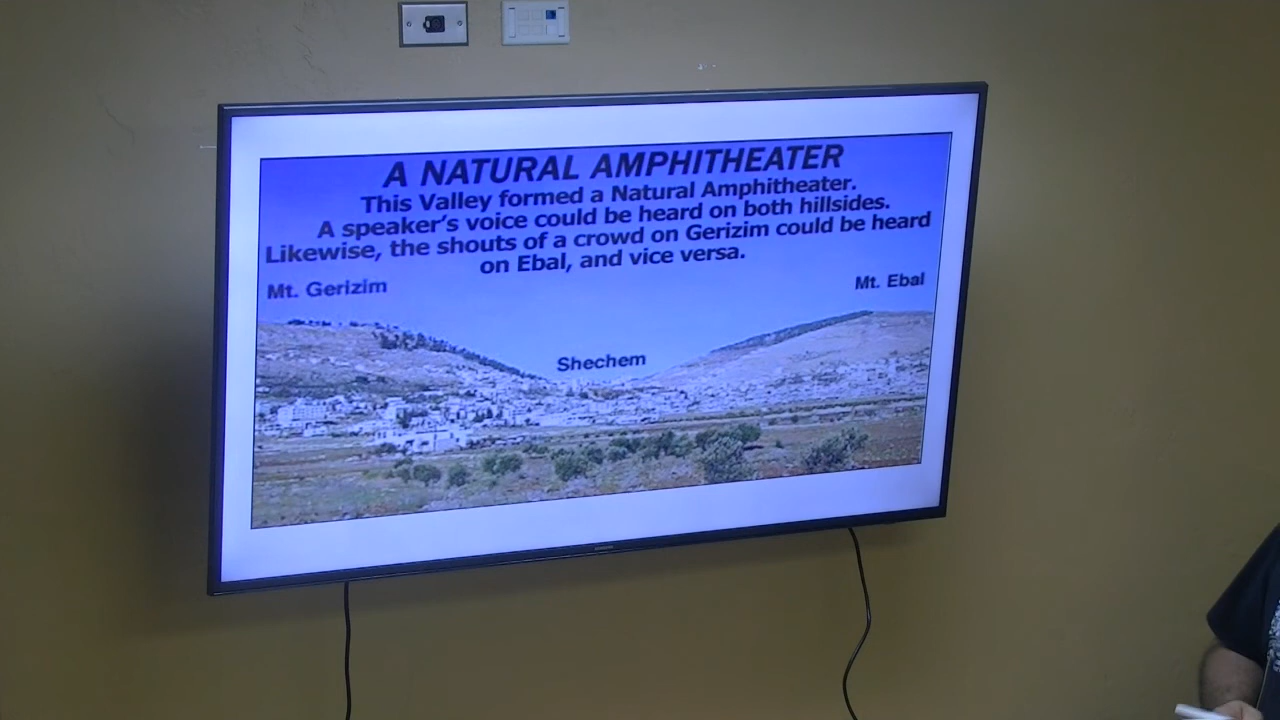 A NATURAL AMPHITHEATER
This Valley formed a Natural Amphitheater.
A speaker's voice could be heard on both hillsides.
Likewise, the shouts of a crowd on Gerizim could be heard
on Ebal, and vice versa.
Mt. Gerizim
Mt. Ebal
Shechem